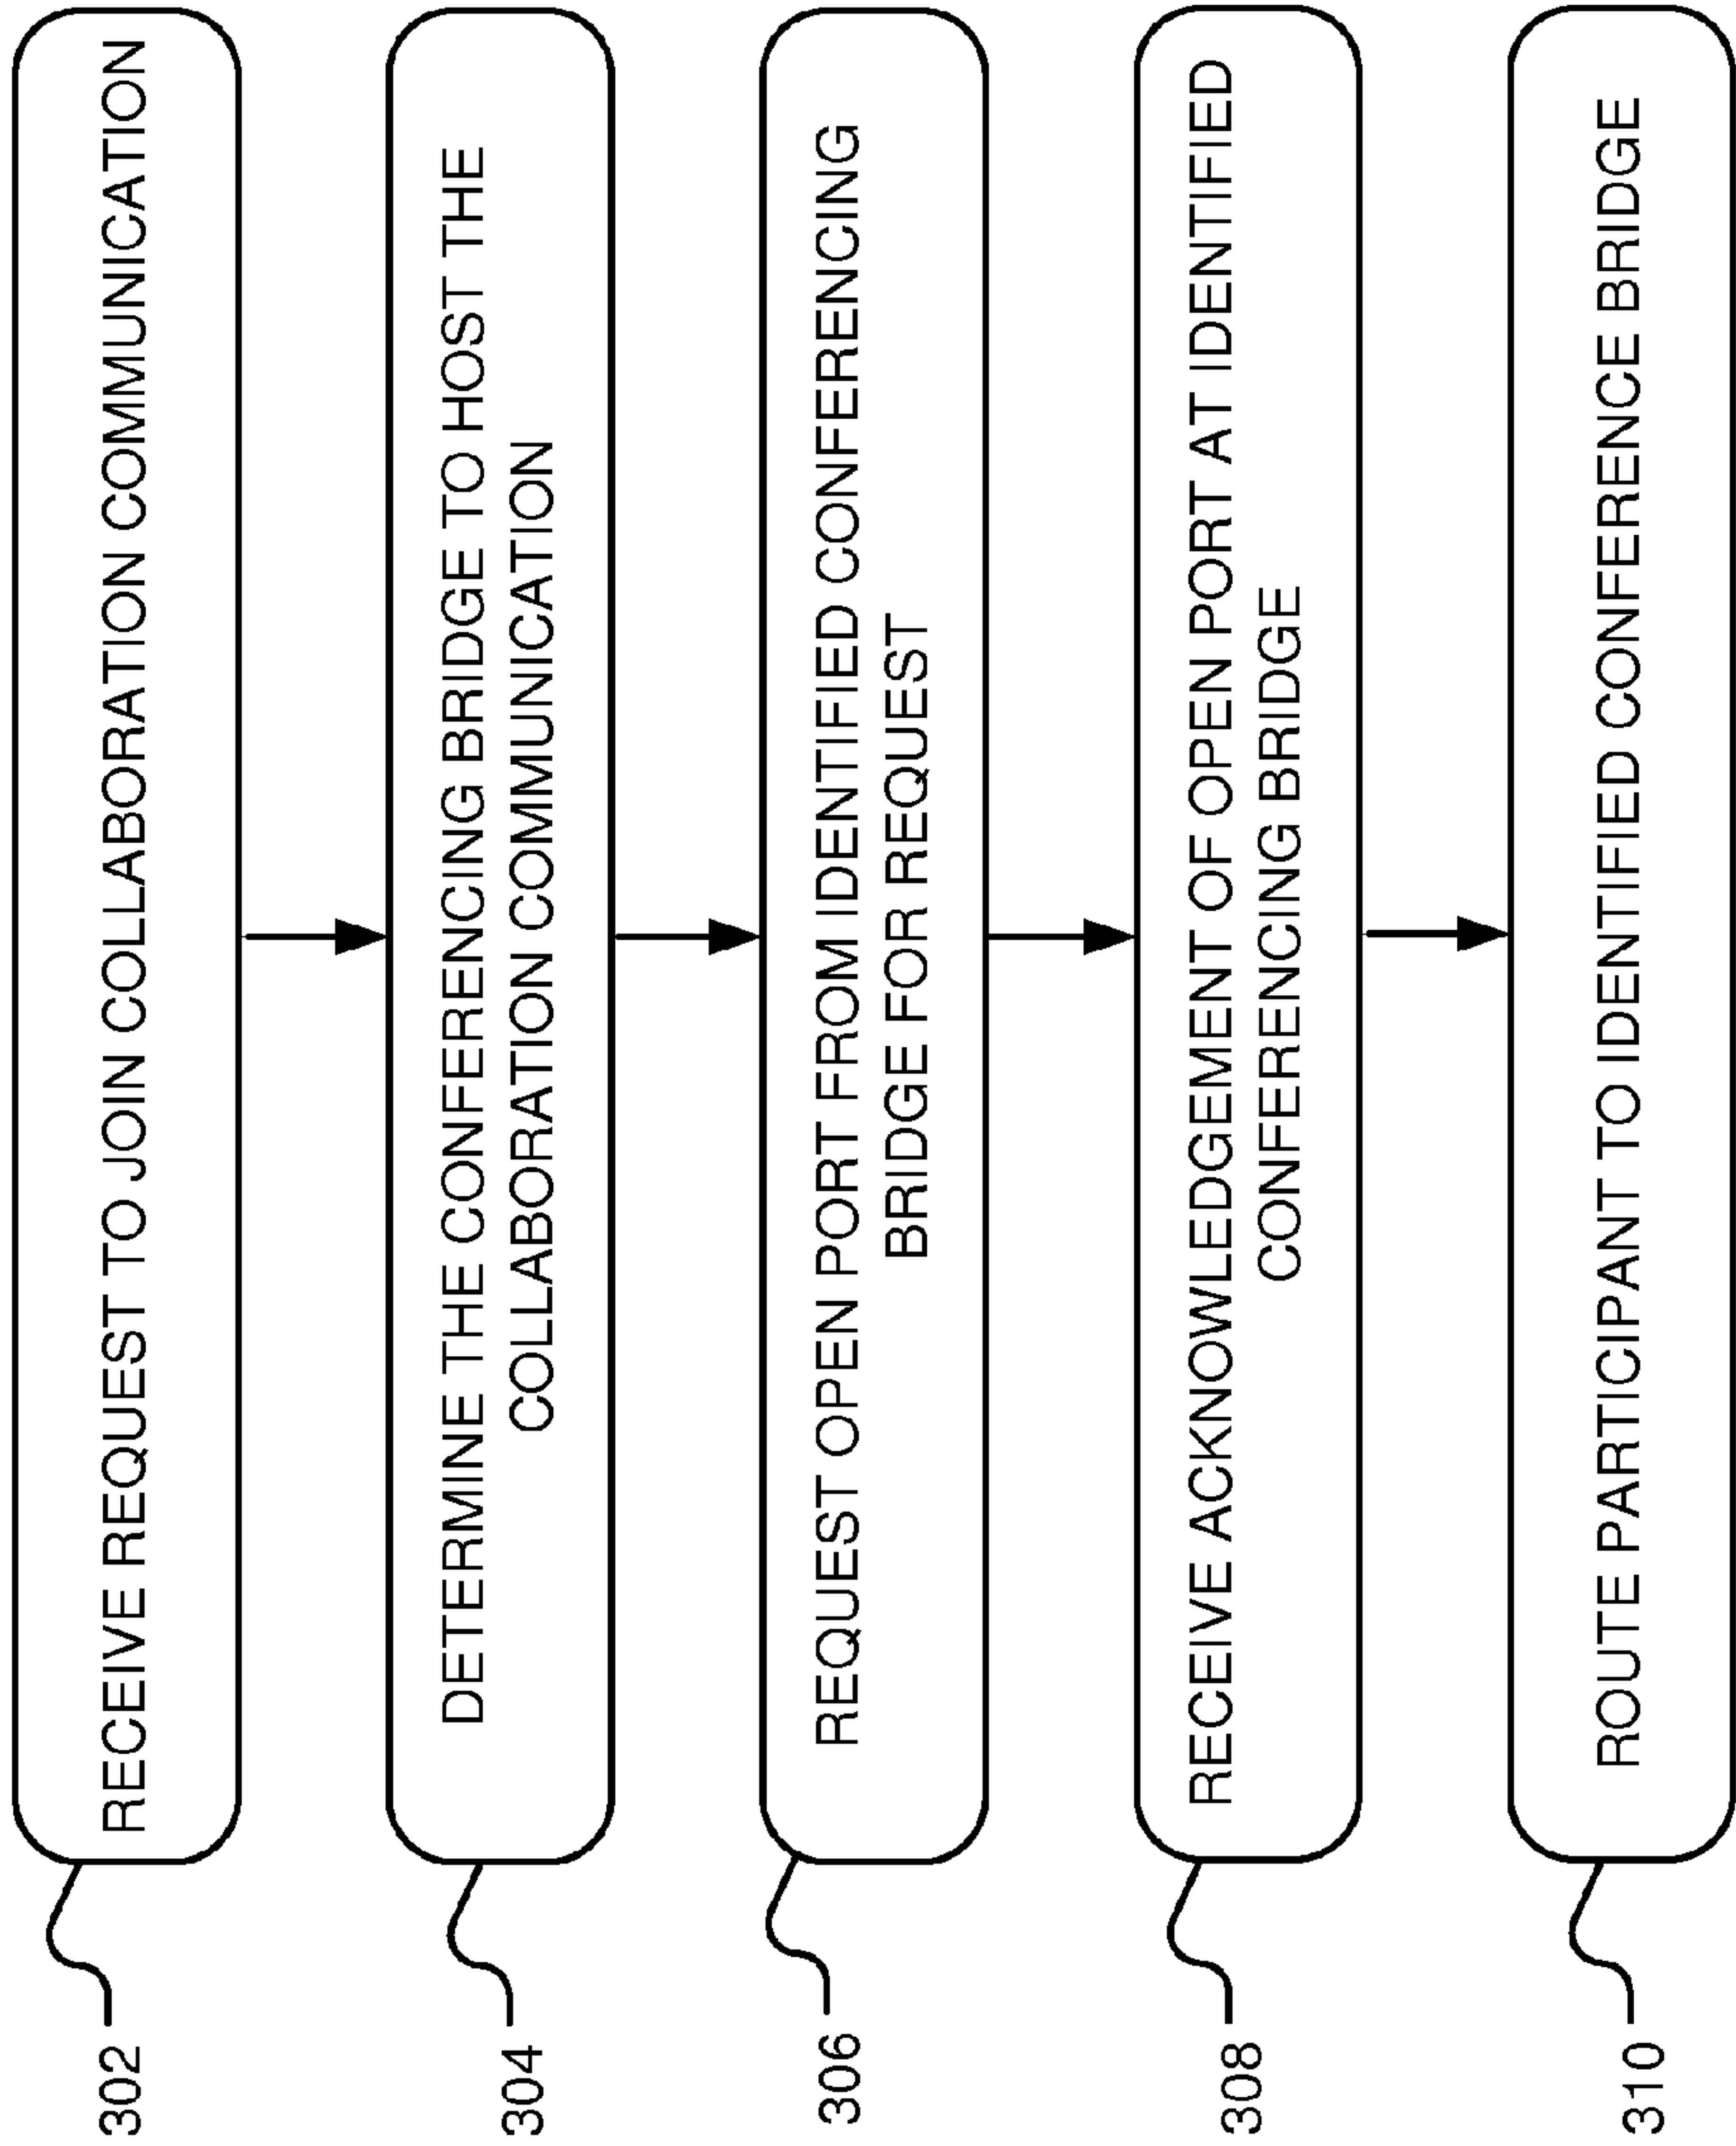 302
RECEIVE REQUEST TO JOIN COLLABORATION COMMUNICATION
304
DETERMINE THE CONFERENCING BRIDGE TO HOST THE
COLLABORATION COMMUNICATION
306
REQUEST OPEN PORT FROM IDENTIFIED CONFERENCING
BRIDGE FOR REQUEST
308
RECEIVE ACKNOWLEDGEMENT OF OPEN PORT AT IDENTIFIED
CONFERENCING BRIDGE
310
ROUTE PARTICIPANT TO IDENTIFIED CONFERENCE BRIDGE